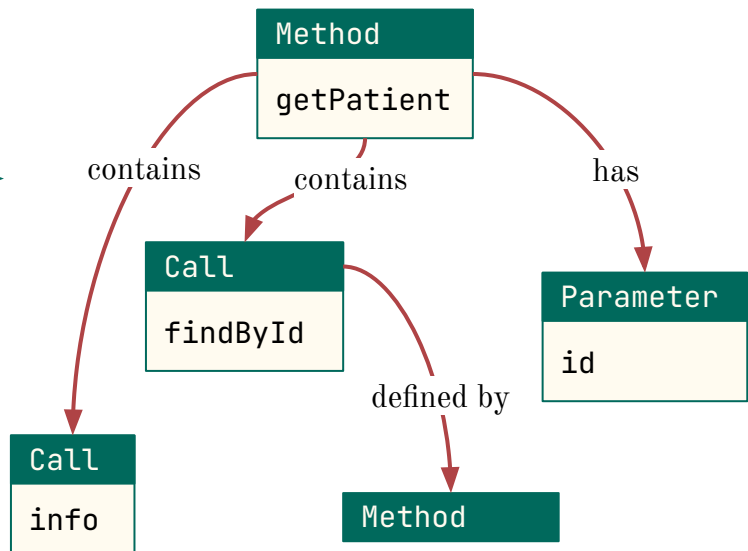 Method
getPatient
contains
contains
has
Call
findById
Parameter
id
defined by
Call
info
Method